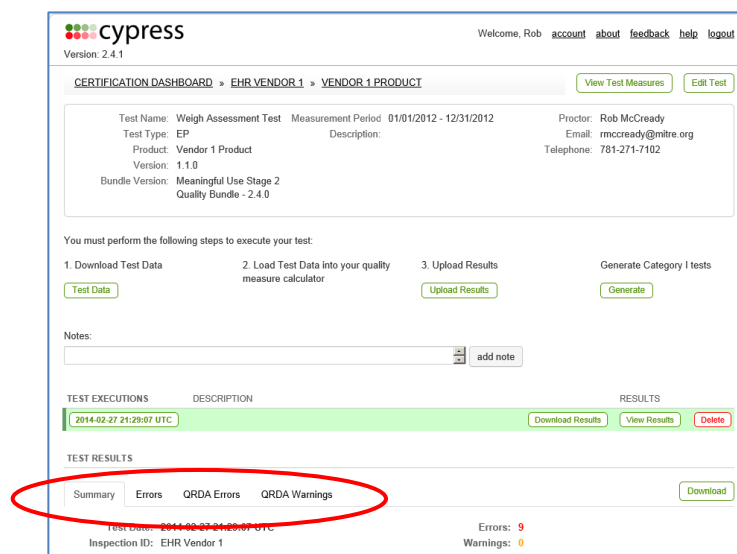 cypress
Welcome, Rob account about feedback help logout
Version: 2.4.1
CERTIFICATION DASHBOARD » EHR VENDOR 1 » VENDOR 1 PRODUCT
View Test Measures Edit Test
Test Name: Weigh Assessment Test Measurement Period 01/01/2012 - 12/31/2012 Proctor: Rob McCready
Test Type: EP Description: Email: rmccready@mitre.org
Product: Vendor 1 Product Telephone: 781-271-7102
Version: 1.1.0
Bundle Version: Meaningful Use Stage 2
Quality Bundle - 2.4.0
You must perform the following steps to execute your test:
1. Download Test Data 2. Load Test Data into your quality 3. Upload Results Generate Category I tests
measure calculator
Test Data Upload Results Generate
Notes:
add note
TEST EXECUTIONS DESCRIPTION RESULTS
2014-02-27 21:29:07 UTC Download Results View Results Delete
TEST RESULTS
Summary Errors QRDA Errors QRDA Warnings Download
Test Date: 2014-02-27 21:29:07 UTC Errors: 9
Inspection ID: EHR Vendor 1 Warnings: 0